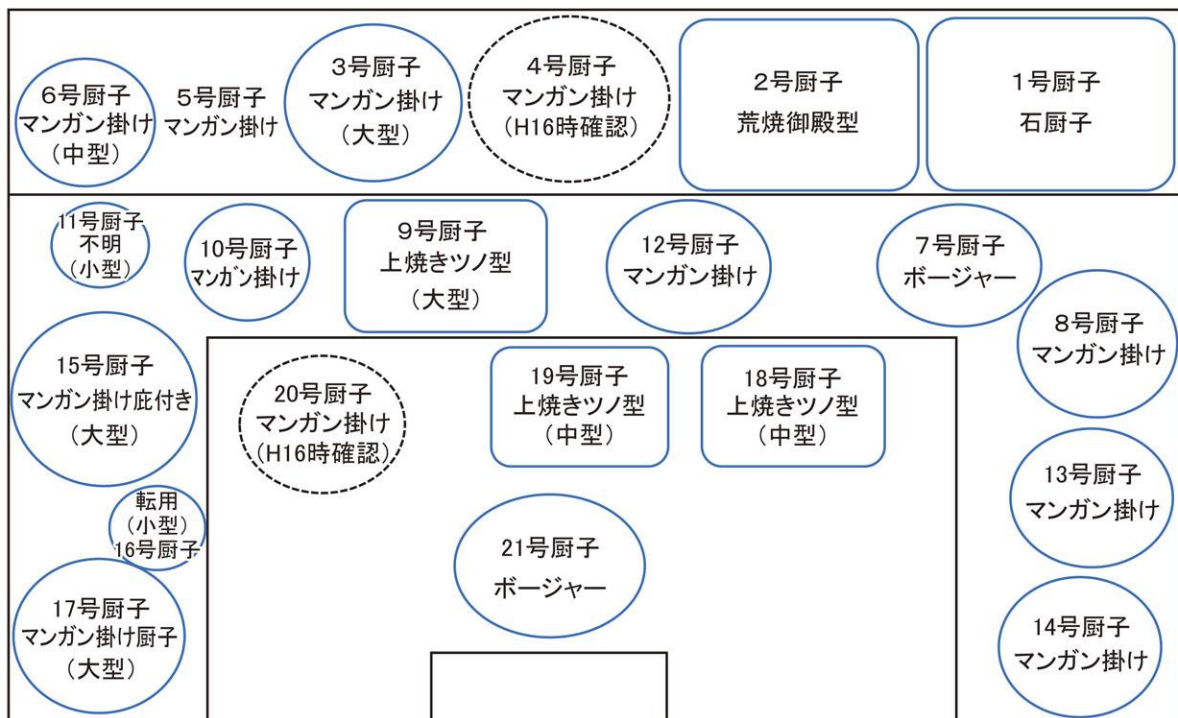 6号厨子
マンガン掛け
（中型）
5号厨子
マンガン掛け
3号厨子
マンガン掛け
（大型）
4号厨子
マンガン掛け
（H16時確認）
2号厨子
荒焼御殿型
1号厨子
石厨子
11号厨子
不明
（小型）
10号厨子
マンガン掛け
9号厨子
上焼きツノ型
（大型）
12号厨子
マンガン掛け
7号厨子
ボージャー
8号厨子
マンガン掛け
15号厨子
マンガン掛け庇付き
（大型）
20号厨子
マンガン掛け
（H16時確認）
19号厨子
上焼きツノ型
（中型）
18号厨子
上焼きツノ型
（中型）
13号厨子
マンガン掛け
転用
（小型）
16号厨子
21号厨子
ボージャー
17号厨子
マンガン掛け厨子
（大型）
14号厨子
マンガン掛け